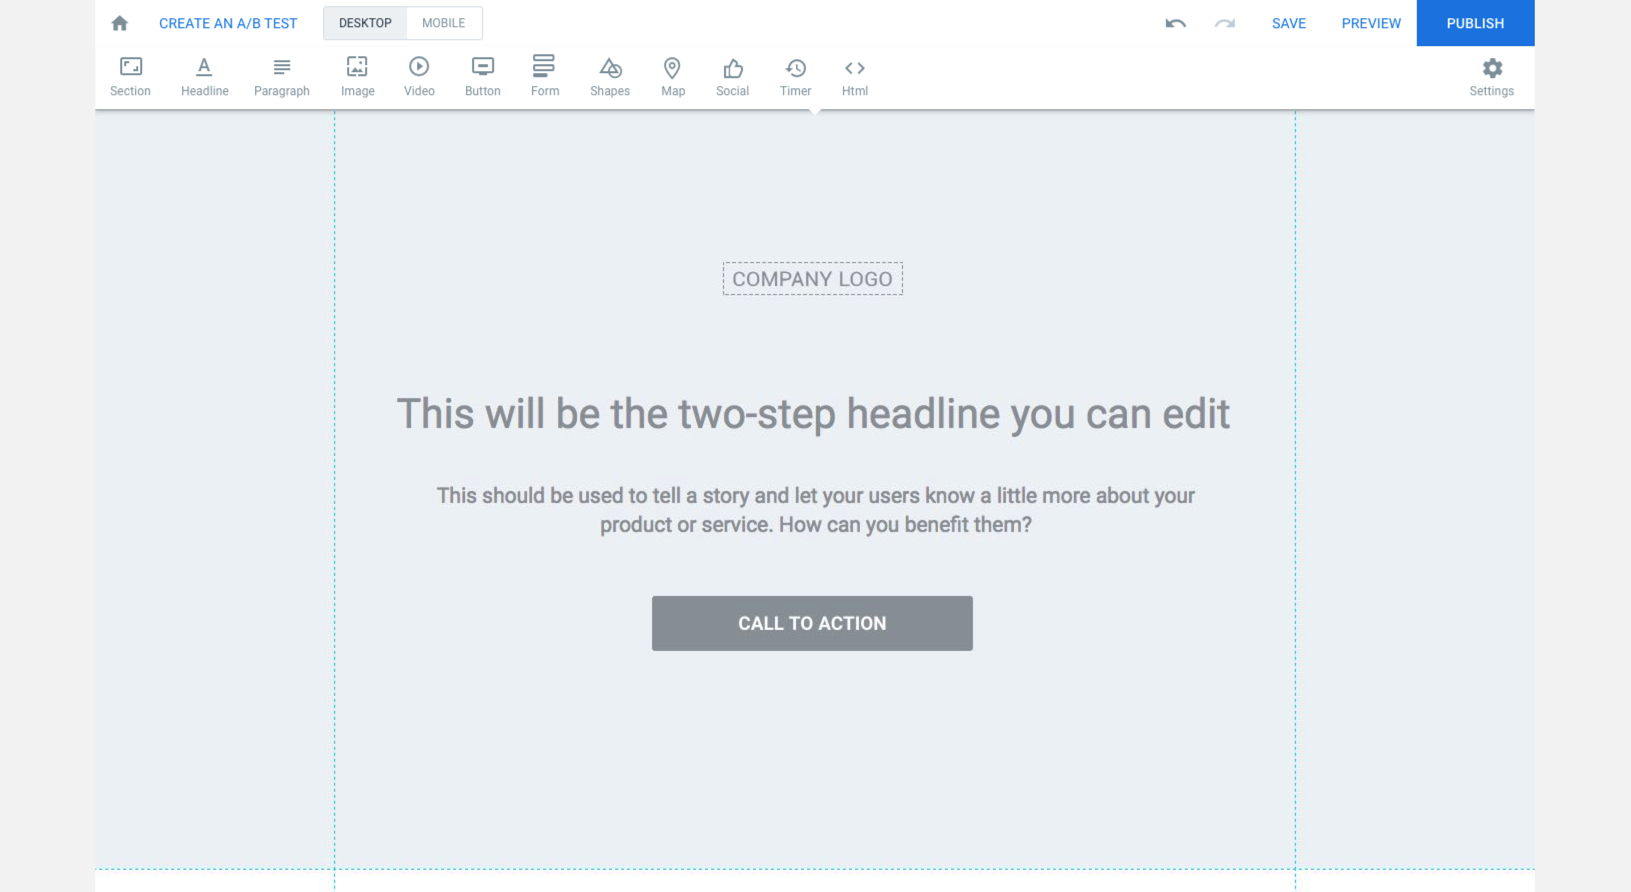 CREATE AN A/B TEST
DESKTOP
MOBILE
SAVE
PREVIEW
PUBLISH
Section
Headline
Paragraph
Image
Video
Button
Form
Shapes
Map
Social
Timer
Html
Settings
COMPANY LOGO
This will be the two-step headline you can edit
This should be used to tell a story and let your users know a little more about your
product or service. How can you benefit them?
CALL TO ACTION